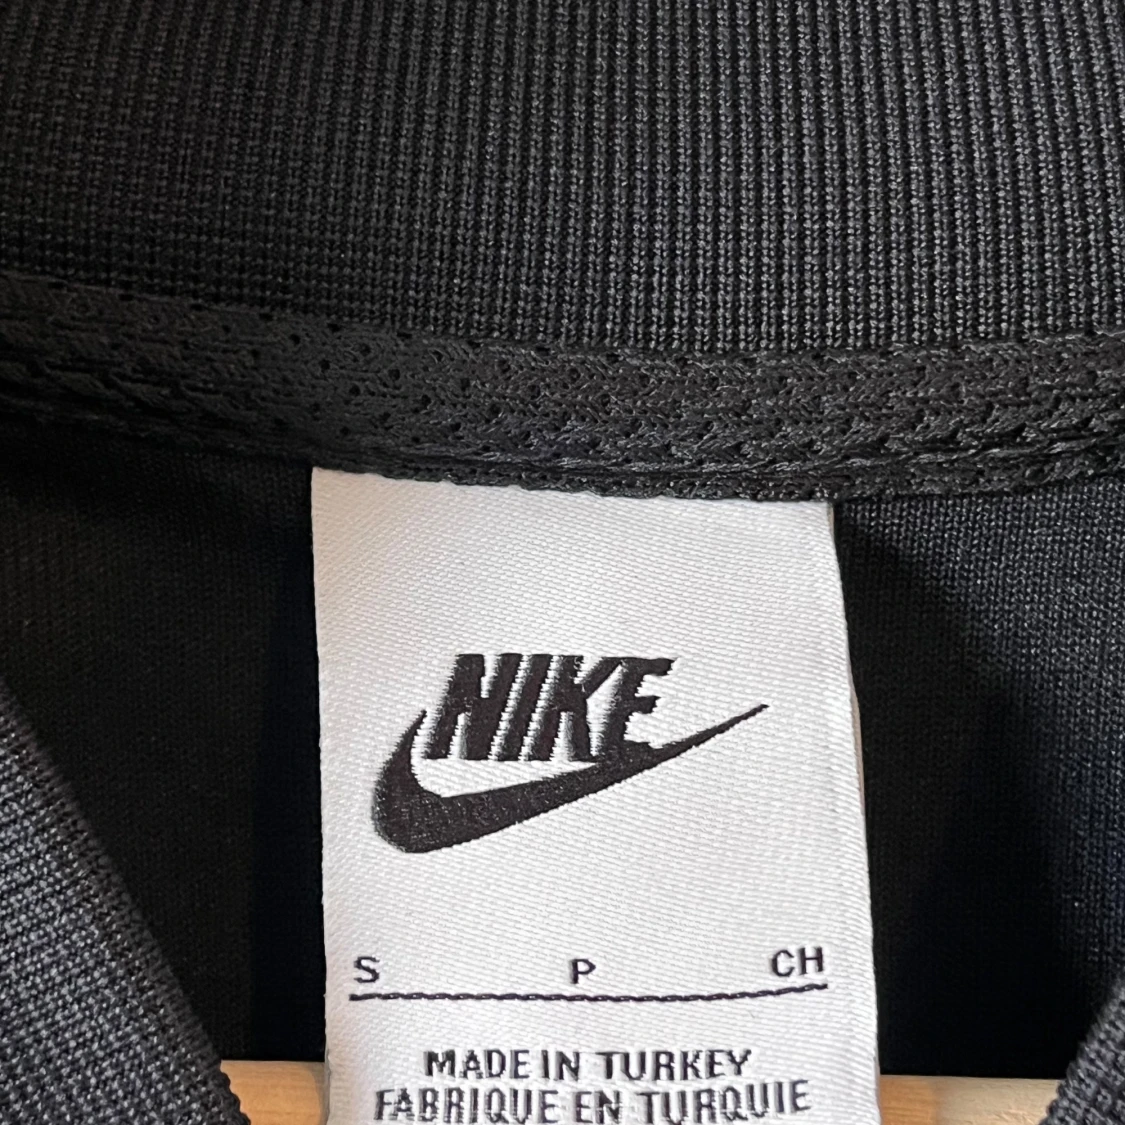 NIKE
S P CH
MADE IN TURKEY
FABRIQUE EN TURQUIE